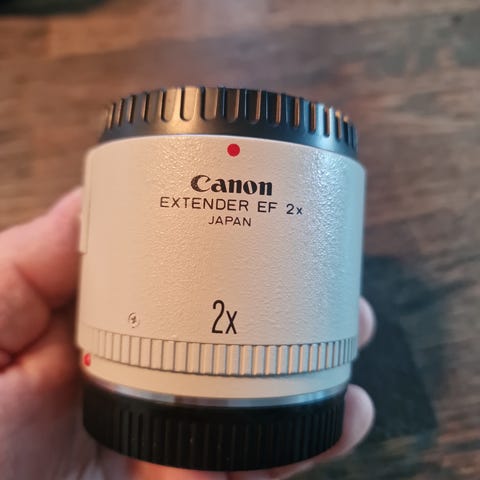 Canon
EXTENDER EF 2x
JAPAN
2x